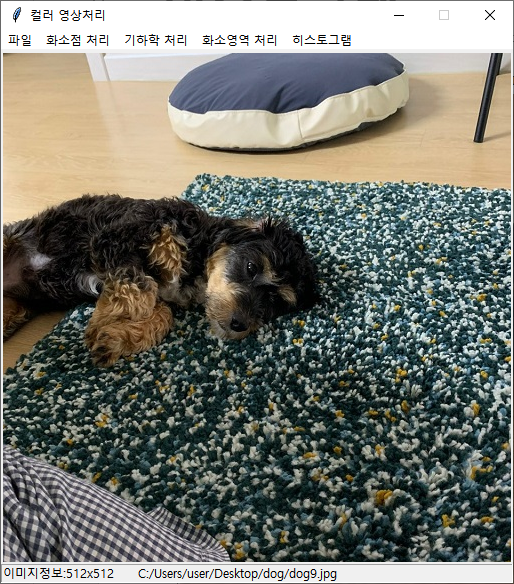 컬러 영상처리
파일 화소점 처리 기하학 처리 화소영역 처리 히스토그램
이미지정보:512x512 C:/Users/user/Desktop/dog/dog9.jpg